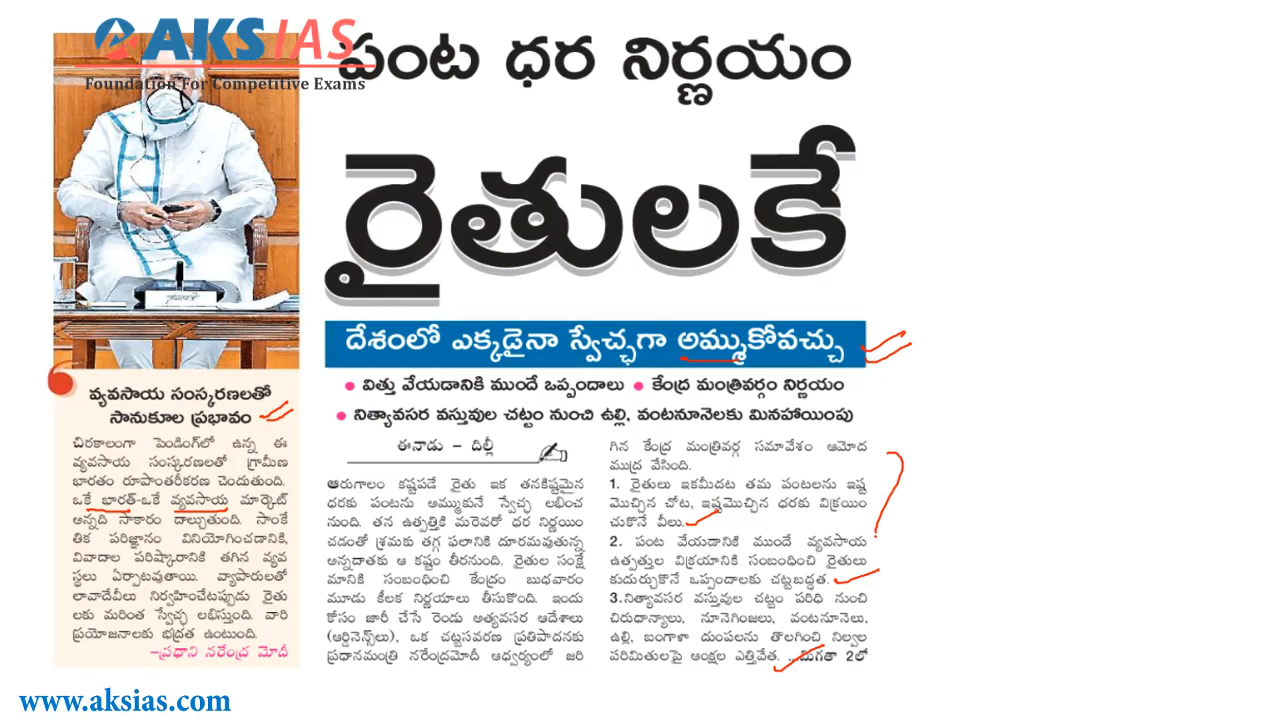 AKSIAS
Foundation For Competitive Exams
పంట ధర నిర్ణయం
రైతులకే
దేశంలో ఎక్కడైనా స్వేచ్ఛగా అమ్ముకోవచ్చు
• విత్తు వేయడానికి ముందే ఒప్పందాలు • కేంద్ర మంత్రివర్గం నిర్ణయం
• నిత్యావసర వస్తువుల చట్టం నుంచి ఉల్లి, వంటనూనెలకు మినహాయింపు
వ్యవసాయ సంస్కరణలతో
సానుకూల ప్రభావం
చిరకాలంగా పెండింగ్‌లో ఉన్న ఈ
వ్యవసాయ సంస్కరణలతో గ్రామీణ
భారతం రూపాంతరీకరణ చెందుతుంది.
ఒకే భారత్-ఒకే వ్యవసాయ మార్కెట్
అన్నది సాకారం దాల్చుతుంది. సాంకే
తిక పరిజ్ఞానం వినియోగించడానికి,
వివాదాల పరిష్కారానికి తగిన వ్యవ
స్థలు ఏర్పాటవుతాయి. వ్యాపారులతో
లావాదేవీలు నిర్వహించేటప్పుడు రైతు
లకు మరింత స్వేచ్ఛ లభిస్తుంది. వారి
ప్రయోజనాలకు భద్రత ఉంటుంది.
–ప్రధాని నరేంద్ర మోదీ
ఈనాడు – దిల్లీ
ఆరుగాలం కష్టపడే రైతు ఇక తనకిష్టమైన
ధరకు పంటను అమ్ముకునే స్వేచ్ఛ లభించ
నుంది. తన ఉత్పత్తికి మరెవరో ధర నిర్ణయిం
చడంతో శ్రమకు తగ్గ ఫలానికి దూరమవుతున్న
అన్నదాతకు ఆ కష్టం తీరనుంది. రైతుల సంక్షే
మానికి సంబంధించి కేంద్రం బుధవారం
మూడు కీలక నిర్ణయాలు తీసుకొంది. ఇందు
కోసం జారీ చేసే రెండు అత్యవసర ఆదేశాలు
(ఆర్డినెన్స్‌లు), ఒక చట్టసవరణ ప్రతిపాదనకు
ప్రధానమంత్రి నరేంద్రమోదీ ఆధ్వర్యంలో జరి
గిన కేంద్ర మంత్రివర్గ సమావేశం ఆమోద
ముద్ర వేసింది.
1. రైతులు ఇకమీదట తమ పంటలను ఇష్ట
మొచ్చిన చోట, ఇష్టమొచ్చిన ధరకు విక్రయిం
చుకొనే వీలు.
2. పంట వేయడానికి ముందే వ్యవసాయ
ఉత్పత్తుల విక్రయానికి సంబంధించి రైతులు
కుదుర్చుకొనే ఒప్పందాలకు చట్టబద్ధత.
3.నిత్యావసర వస్తువుల చట్టం పరిధి నుంచి
చిరుధాన్యాలు, నూనెగింజలు, వంటనూనెలు,
ఉల్లి, బంగాళా దుంపలను తొలగించి నిల్వల
పరిమితులపై ఆంక్షల ఎత్తివేత. ...మిగతా 2లో
www.aksias.com